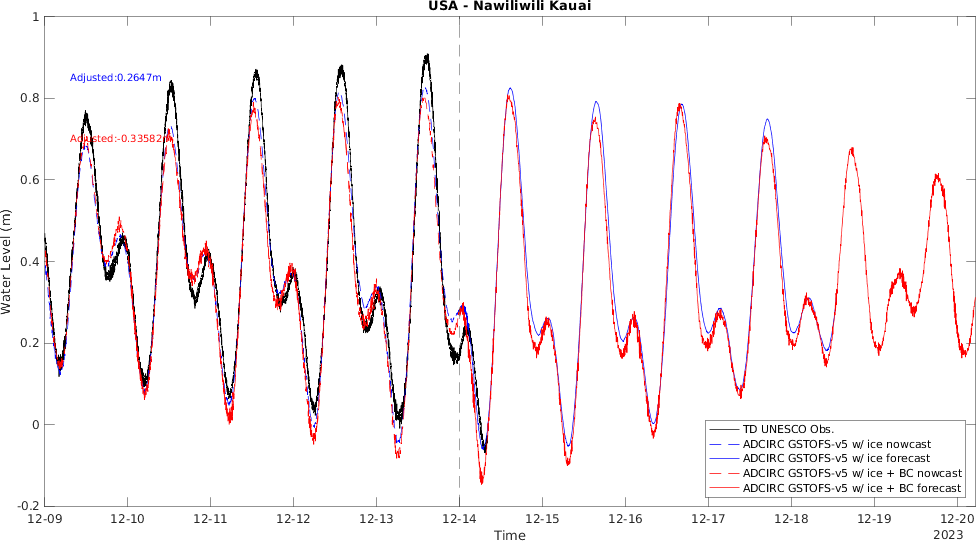 USA - Nawiliwili Kauai
1
0.8
0.6
0.4
0.2
0
-0.2
Water Level (m)
Adjusted:0.2647m
Adjusted:-0.33582
TD UNESCO Obs.
ADCIRC GSTOFS-v5 w/ ice nowcast
ADCIRC GSTOFS-v5 w/ ice forecast
ADCIRC GSTOFS-v5 w/ ice + BC nowcast
ADCIRC GSTOFS-v5 w/ ice + BC forecast
12-09 12-10 12-11 12-12 12-13 12-14 12-15 12-16 12-17 12-18 12-19 12-20
Time
2023